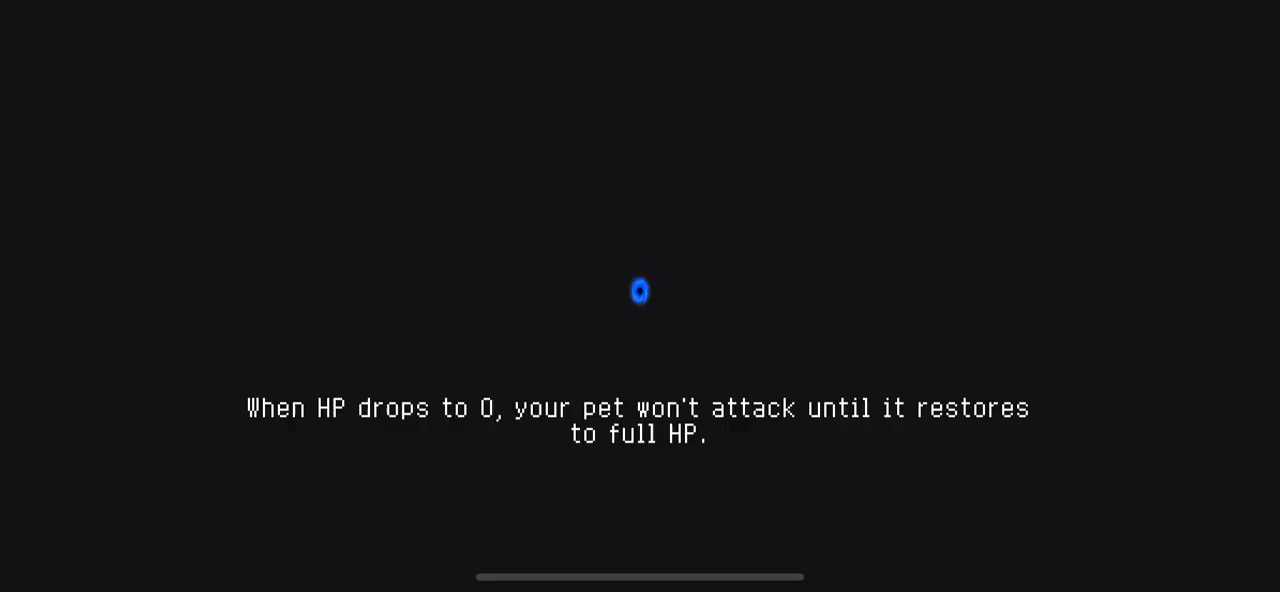 When HP drops to 0, your pet won't attack until it restores
to full HP.